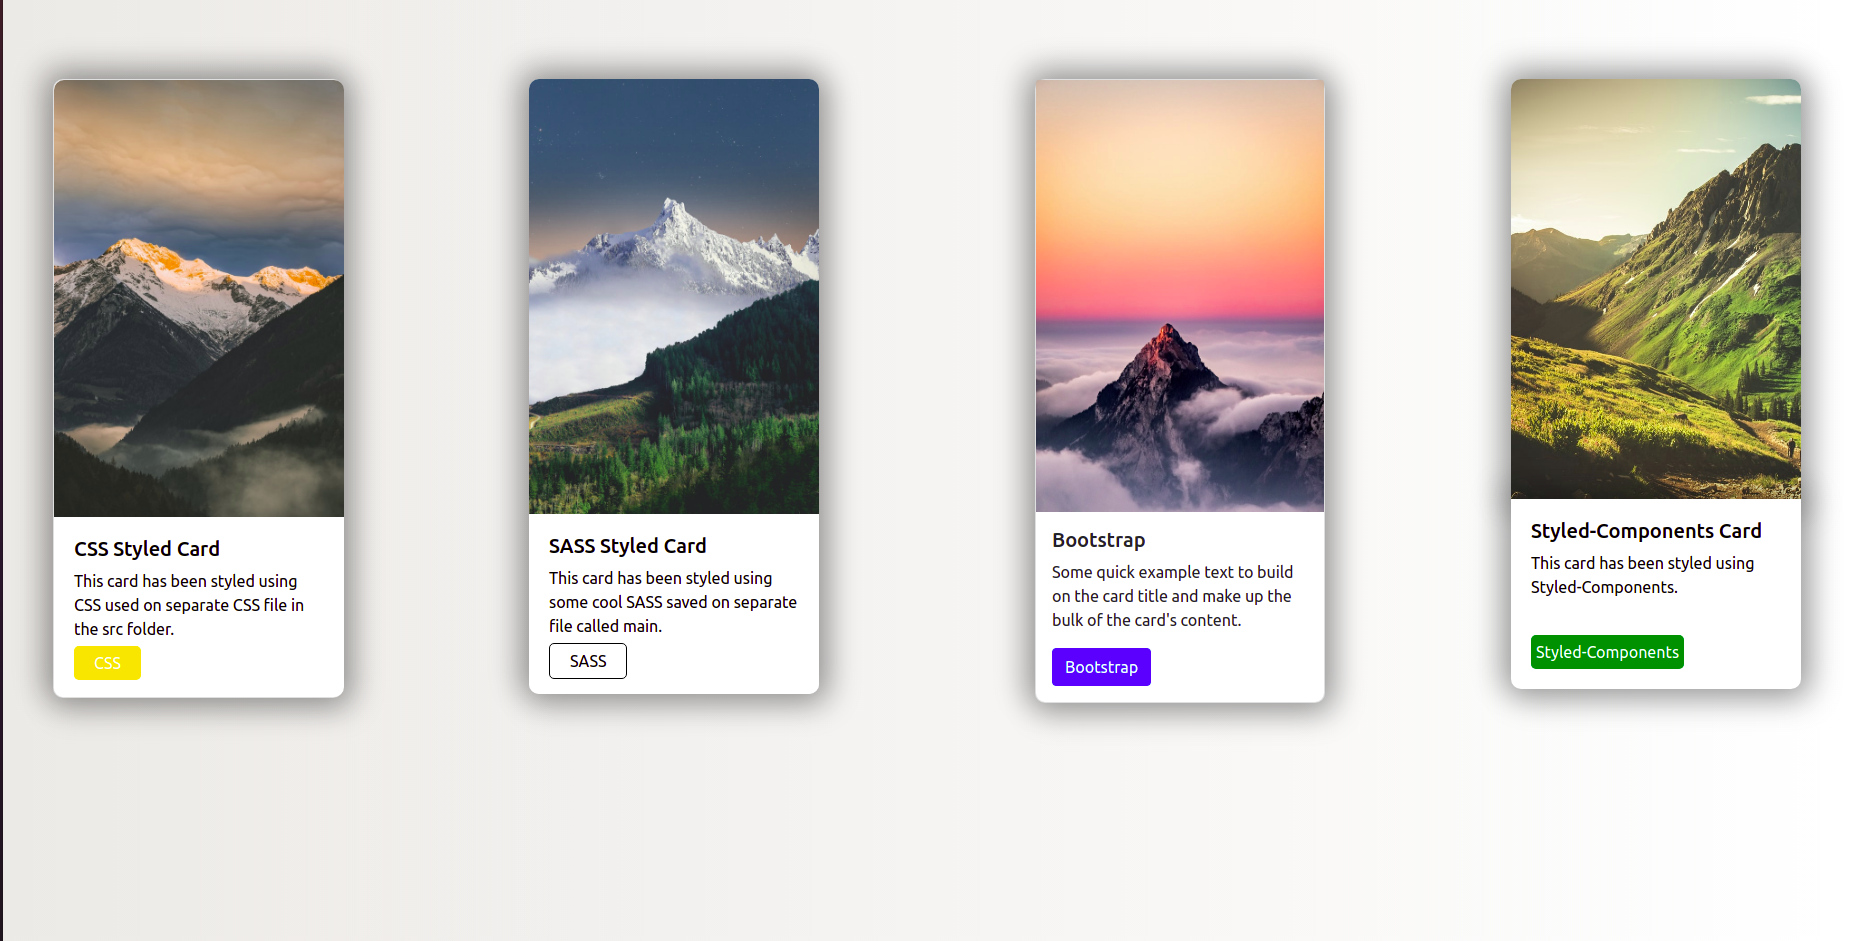 CSS Styled Card
This card has been styled using
CSS used on separate CSS file in
the src folder.
CSS
SASS Styled Card
This card has been styled using
some cool SASS saved on separate
file called main.
SASS
Bootstrap
Some quick example text to build
on the card title and make up the
bulk of the card's content.
Bootstrap
Styled-Components Card
This card has been styled using
Styled-Components.
Styled-Components